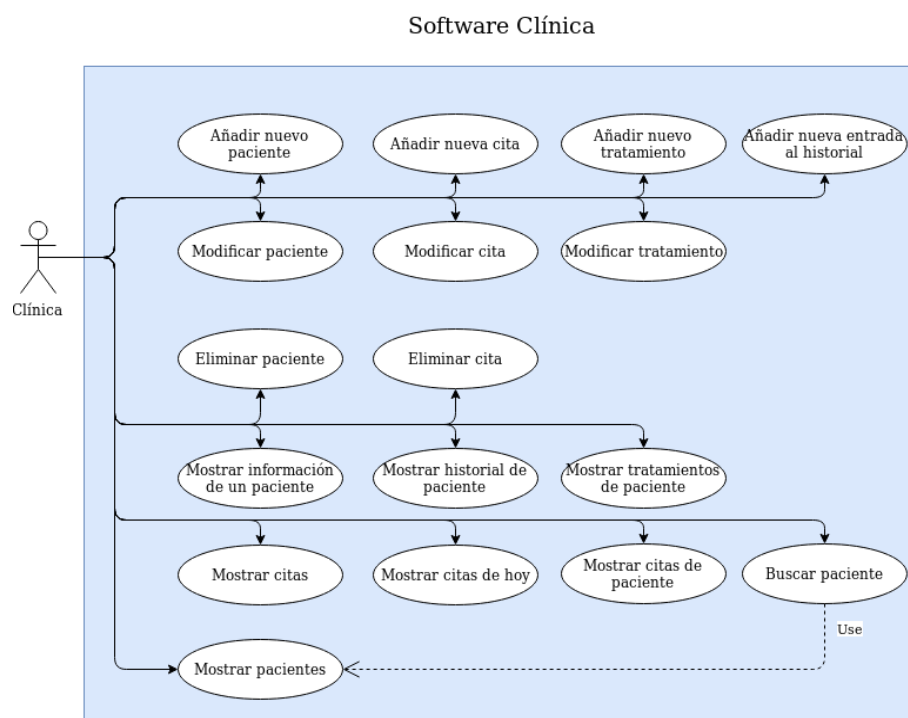 Software Clínica
Añadir nuevo
paciente
Añadir nueva cita
Añadir nuevo
tratamiento
Añadir nueva entrada
al historial
Modificar paciente
Modificar cita
Modificar tratamiento
Clínica
Eliminar paciente
Eliminar cita
Mostrar información
de un paciente
Mostrar historial de
paciente
Mostrar tratamientos
de paciente
Mostrar citas
Mostrar citas de hoy
Mostrar citas de
paciente
Buscar paciente
Use
Mostrar pacientes